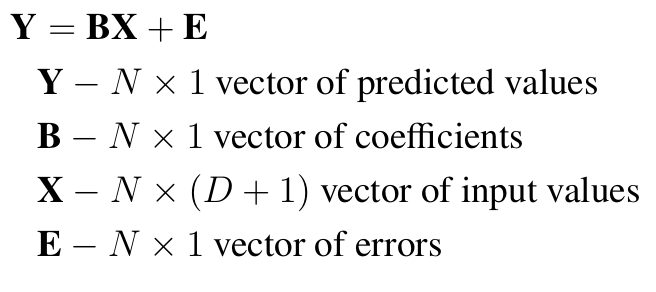 Y = BX + E
Y − N × 1 vector of predicted values
B − N × 1 vector of coefficients
X − N × (D + 1) vector of input values
E − N × 1 vector of errors